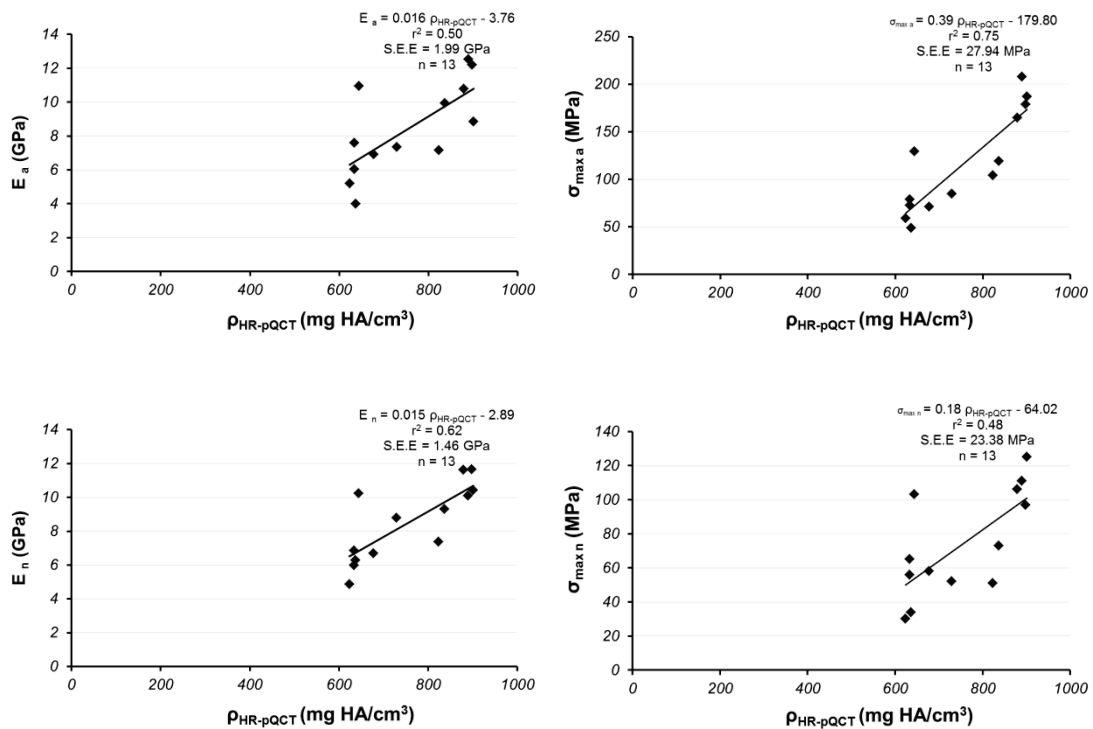 E a = 0.016 ρHR-pQCT - 3.76
r² = 0.50
S.E.E = 1.99 GPa
n = 13
14
12
10
8
6
4
2
0
E a (GPa)
0 200 400 600 800 1000
ρHR-pQCT (mg HA/cm³)
σmax a = 0.39 ρHR-pQCT - 179.80
r² = 0.75
S.E.E = 27.94 MPa
n = 13
250
200
150
100
50
0
σmax a (MPa)
0 200 400 600 800 1000
ρHR-pQCT (mg HA/cm³)
E n = 0.015 ρHR-pQCT - 2.89
r² = 0.62
S.E.E = 1.46 GPa
n = 13
14
12
10
8
6
4
2
0
E n (GPa)
0 200 400 600 800 1000
ρHR-pQCT (mg HA/cm³)
σmax n = 0.18 ρHR-pQCT - 64.02
r² = 0.48
S.E.E = 23.38 MPa
n = 13
140
120
100
80
60
40
20
0
σmax n (MPa)
0 200 400 600 800 1000
ρHR-pQCT (mg HA/cm³)